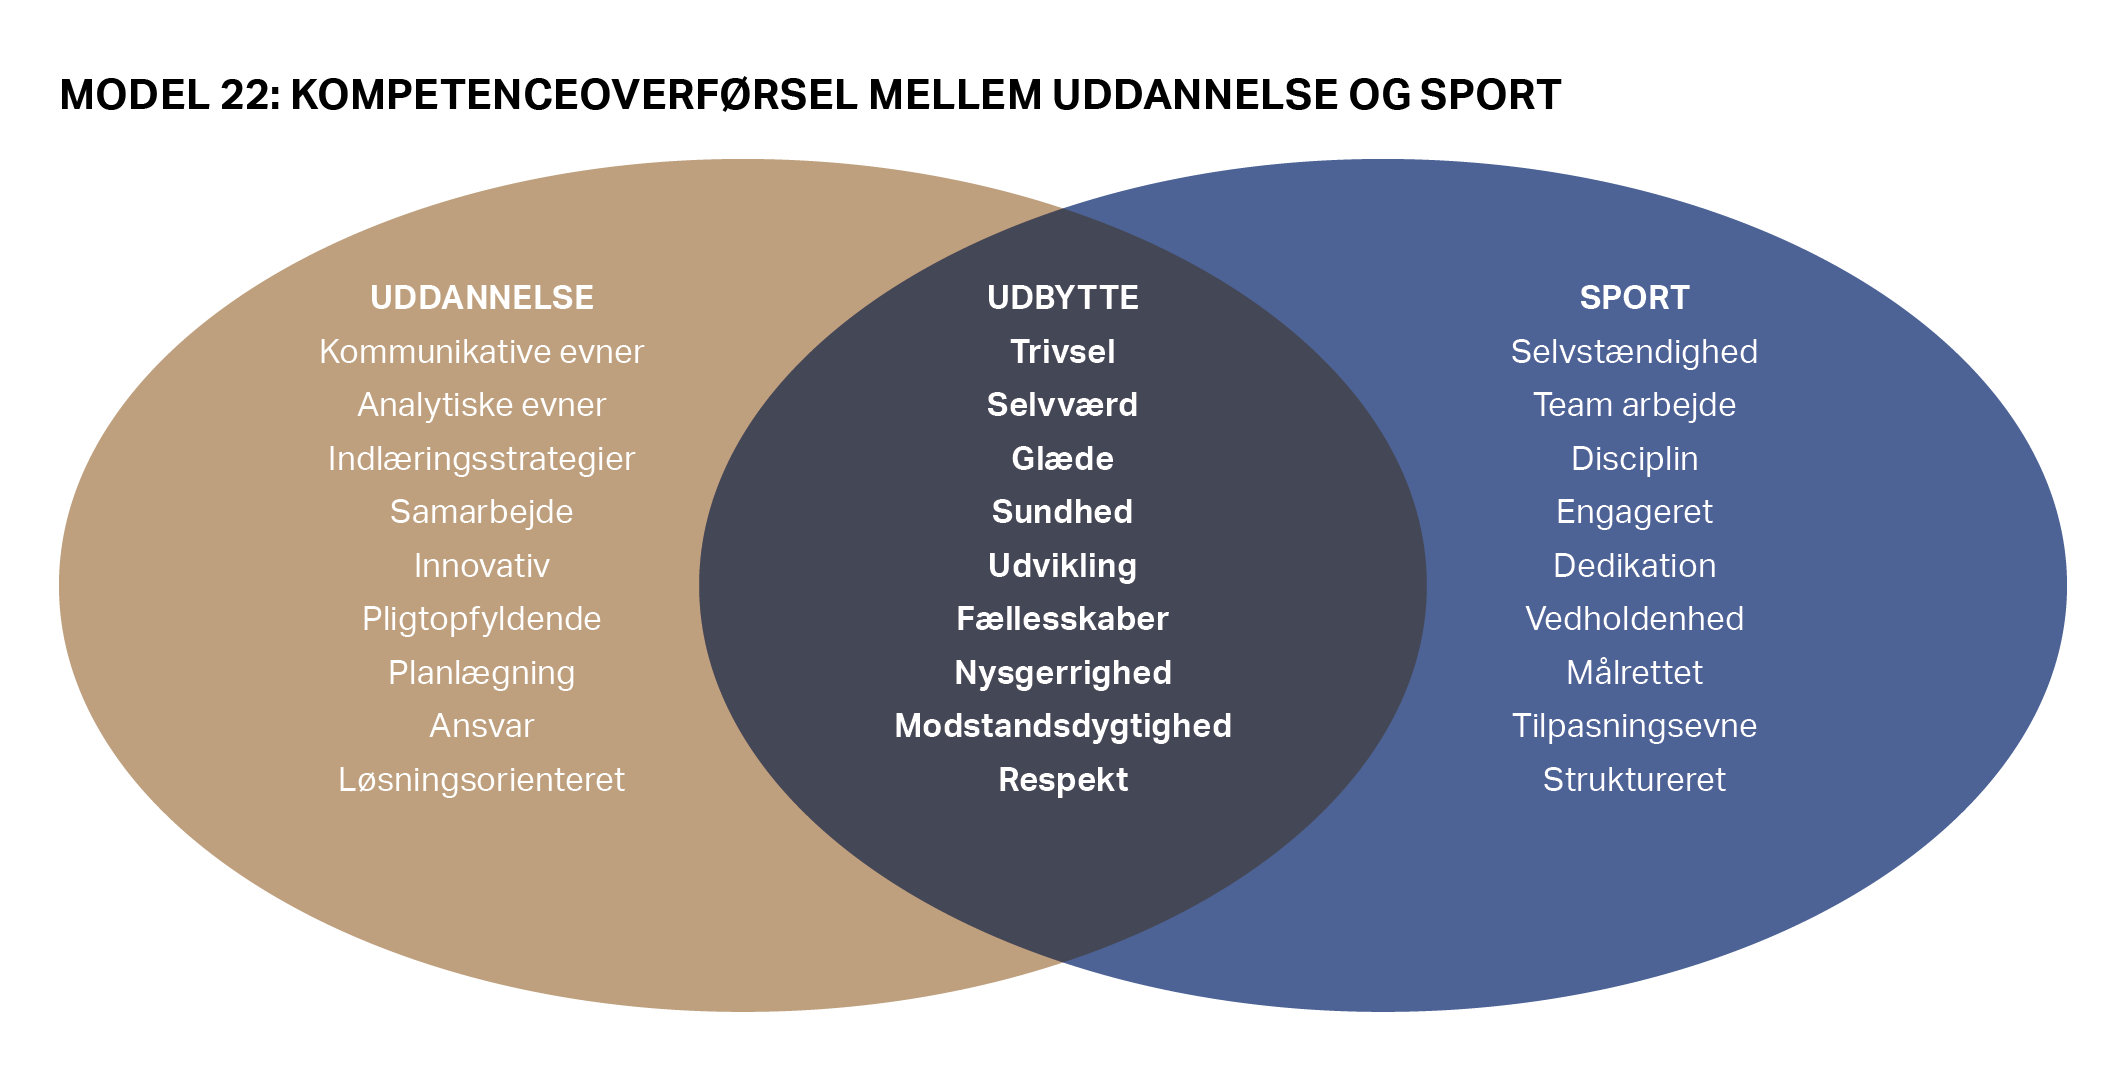 MODEL 22: KOMPETENCEOVERFØRSEL MELLEM UDDANNELSE OG SPORT
UDDANNELSE
Kommunikative evner
Analytiske evner
Indlæringsstrategier
Samarbejde
Innovativ
Pligtopfyldende
Planlægning
Ansvar
Løsningsorienteret
UDBYTTE
Trivsel
Selvværd
Glæde
Sundhed
Udvikling
Fællesskaber
Nysgerrighed
Modstandsdygtighed
Respekt
SPORT
Selvstændighed
Team arbejde
Disciplin
Engageret
Dedikation
Vedholdenhed
Målrettet
Tilpasningsevne
Struktureret